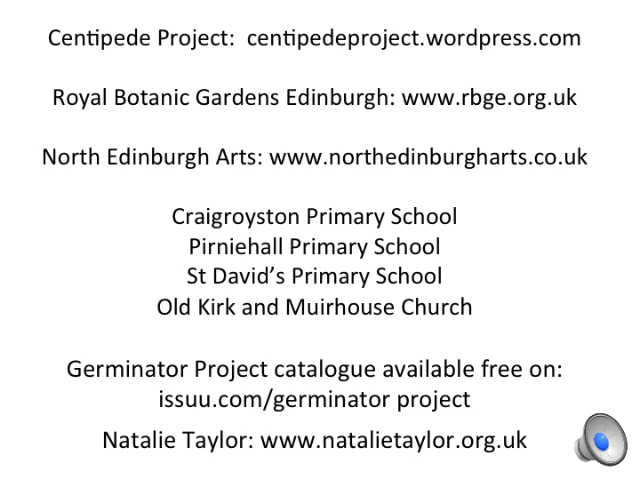 Centipede Project:  centipedeproject.wordpress.com
Royal Botanic Gardens Edinburgh: www.rbge.org.uk
North Edinburgh Arts: www.northedinburgharts.co.uk
Craigroyston Primary School
Pirniehall Primary School
St David’s Primary School
Old Kirk and Muirhouse Church
Germinator Project catalogue available free on:
issuu.com/germinator project
Natalie Taylor: www.natalietaylor.org.uk